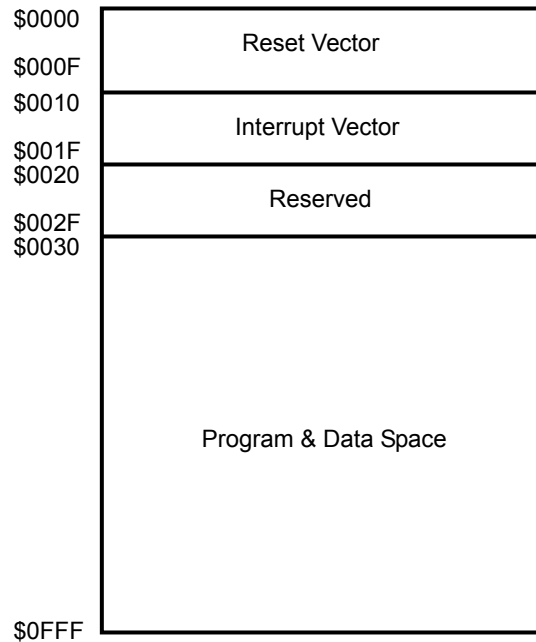 $0000
Reset Vector
$000F
$0010
Interrupt Vector
$001F
$0020
Reserved
$002F
$0030
Program & Data Space
$0FFF